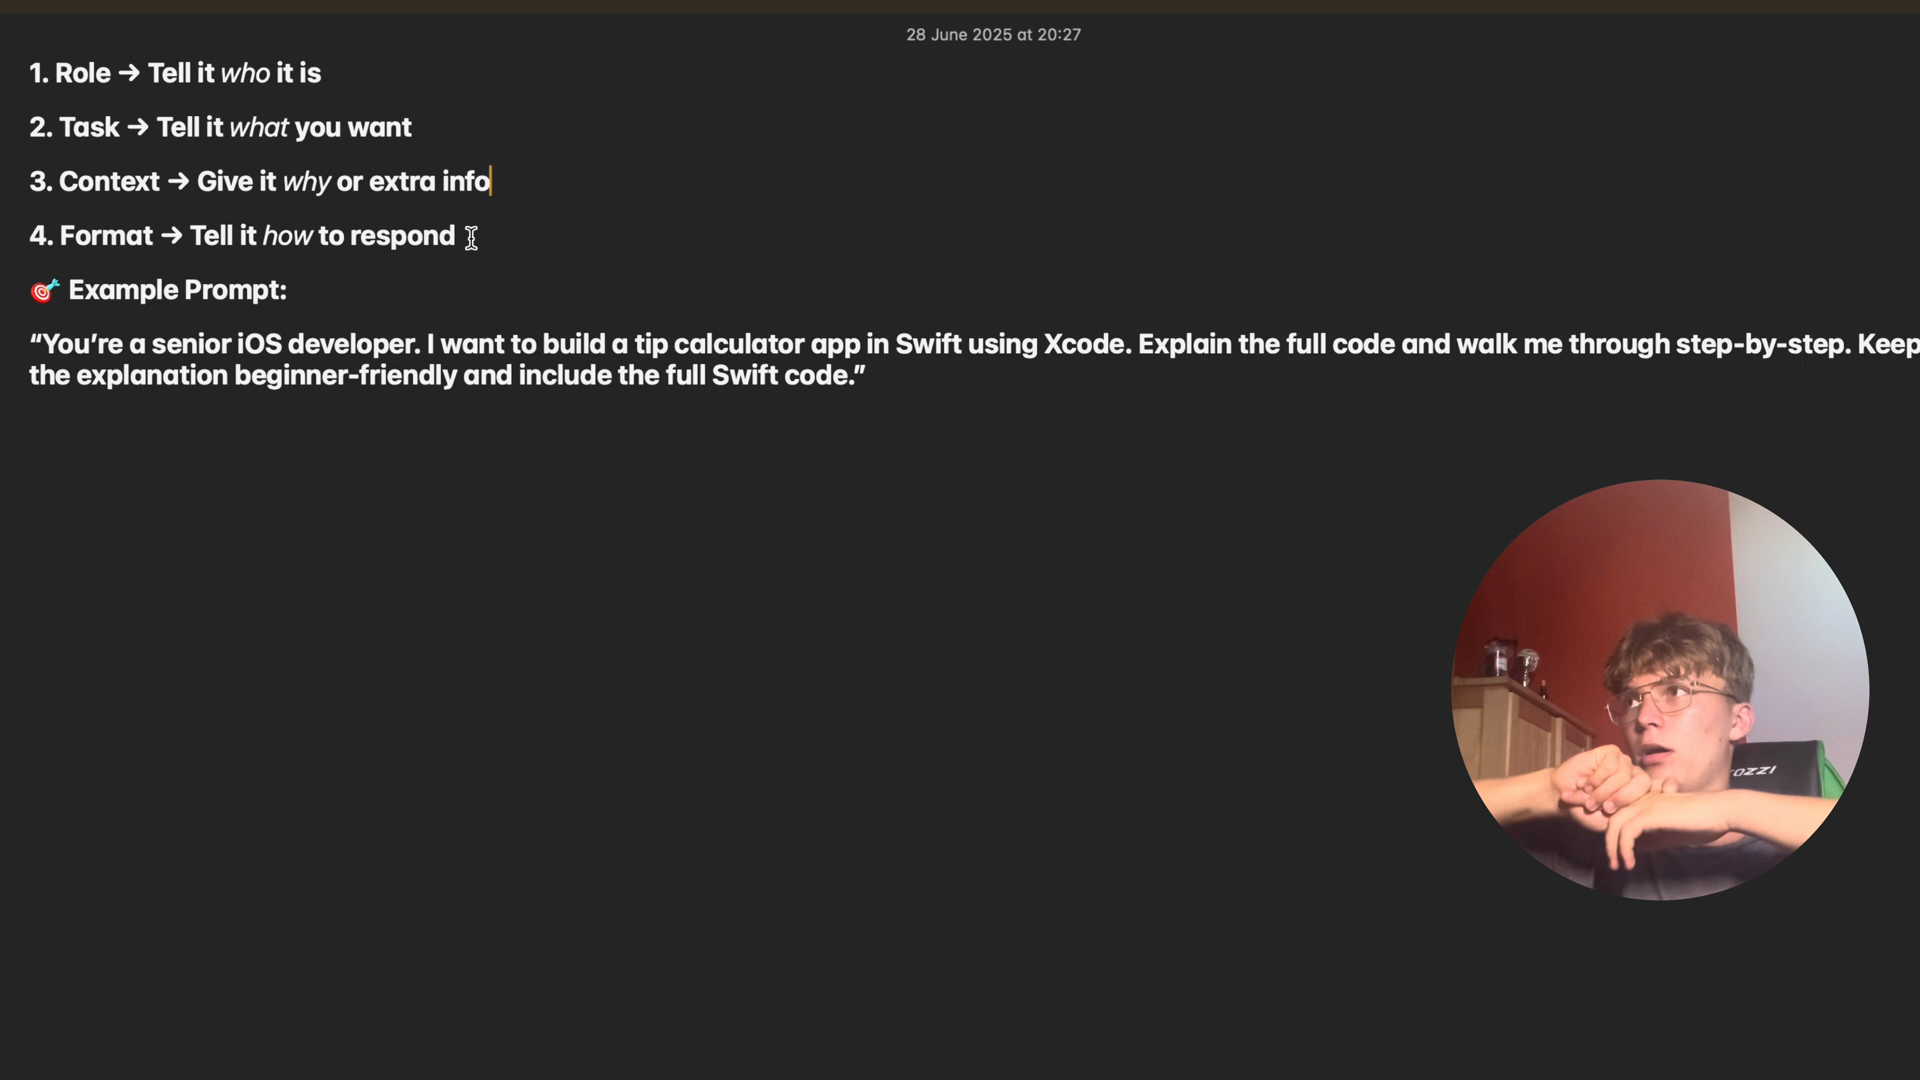 28 June 2025 at 20:27
1. Role → Tell it who it is
2. Task → Tell it what you want
3. Context → Give it why or extra info
4. Format → Tell it how to respond
🎯 Example Prompt:
“You’re a senior iOS developer. I want to build a tip calculator app in Swift using Xcode. Explain the full code and walk me through step-by-step. Keep
the explanation beginner-friendly and include the full Swift code.”
OZZI